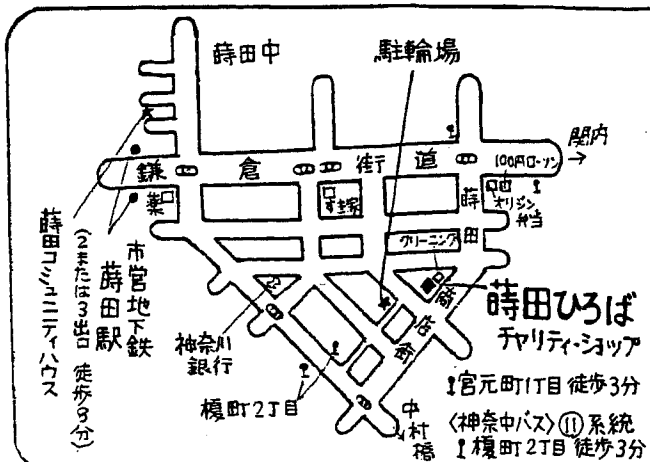 蒔田中
駐輪場
関内
鎌倉街道
100円ローソン
オリジン
弁当
薬
すき家
蒔田
クリーニング
商店街
蒔田ひろば
チャリティ・ショップ
宮元町1丁目 徒歩3分
〈神奈中バス〉⑪系統
榎町2丁目 徒歩3分
中村橋
榎町2丁目
神奈川
銀行
市営地下鉄
蒔田駅
(2または3出口 徒歩8分)
蒔田コミュニティハウス